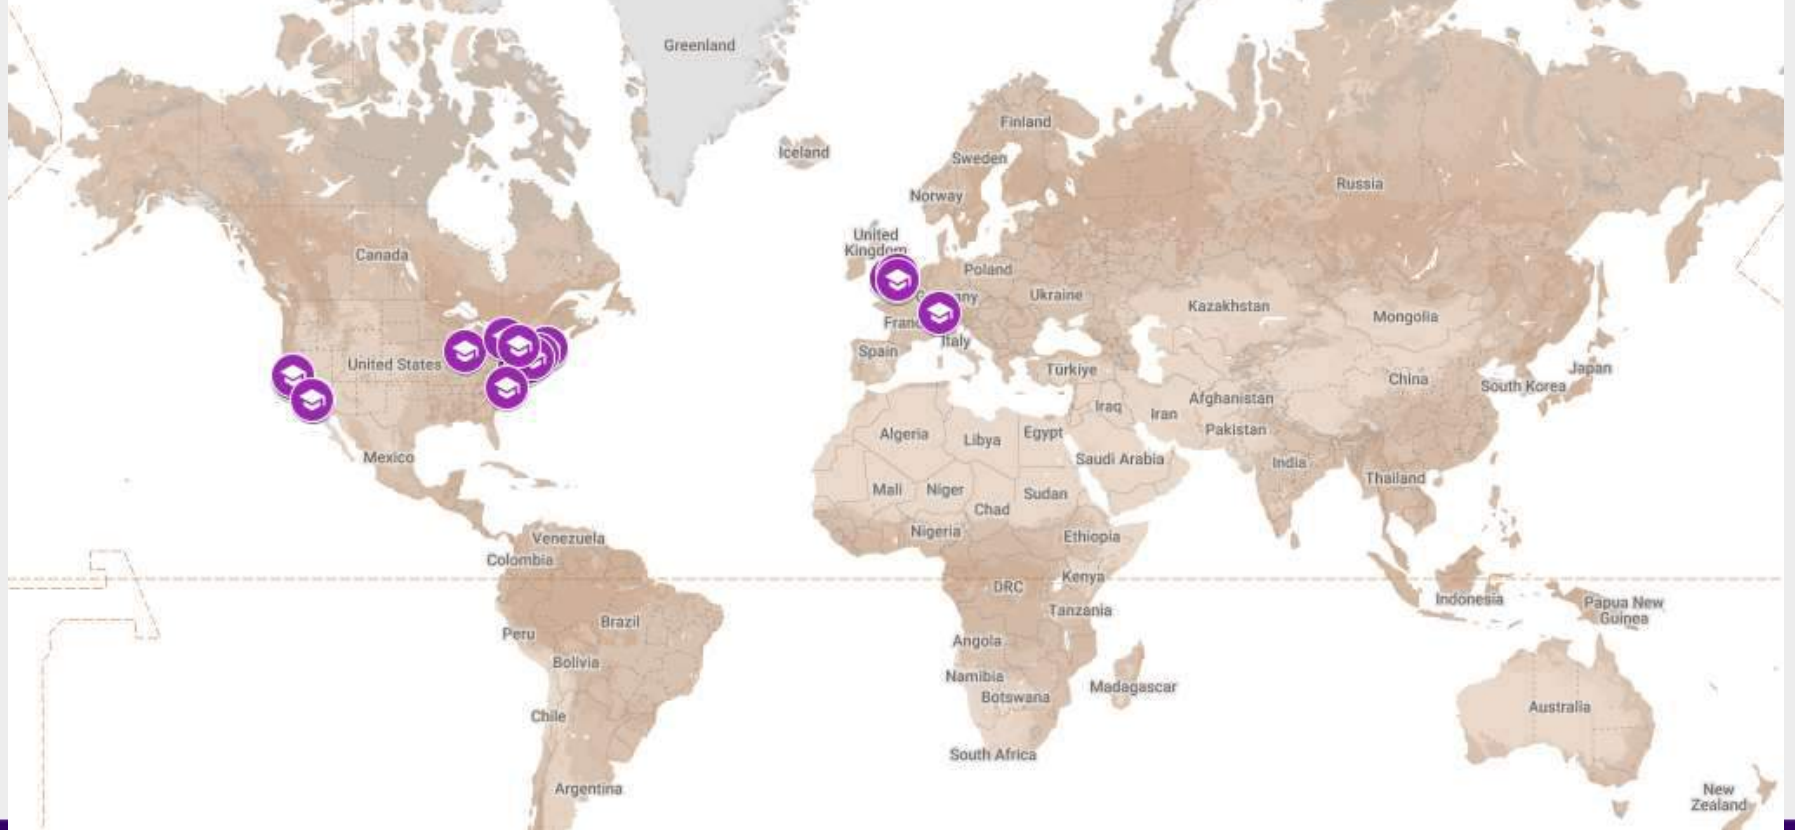 Greenland
Finland
Iceland
Sweden
Russia
Norway
United
Kingdom
Canada
Poland
Ukraine
Kazakhstan
Mongolia
Italy
Spain
United States
Türkiye
Japan
China
South Korea
Afghanistan
Iraq
Iran
Pakistan
Algeria
Libya
Egypt
Mexico
Saudi Arabia
India
Thailand
Mali
Niger
Sudan
Chad
Nigeria
Ethiopia
Venezuela
Colombia
Kenya
DRC
Indonesia
Papua New
Guinea
Tanzania
Brazil
Peru
Angola
Bolivia
Namibia
Botswana
Madagascar
Australia
Chile
South Africa
Argentina
New
Zealand